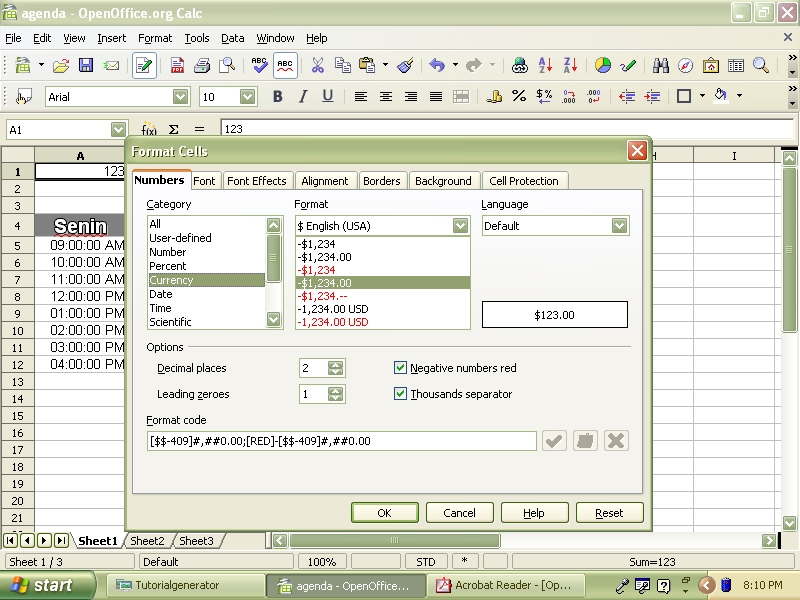 agenda - OpenOffice.org Calc
File Edit View Insert Format Tools Data Window Help
ABC ABC
Arial 10 B I U
A1 f(x) Σ = 123
A H I
1 123
2
3
4 Senin
5 09:00:00 AM
6 10:00:00 AM
7 11:00:00 AM
8 12:00:00 PM
9 01:00:00 PM
10 02:00:00 PM
11 03:00:00 PM
12 04:00:00 PM
13
14
15
16
17
18
19
20
21
Format Cells
Numbers Font Font Effects Alignment Borders Background Cell Protection
Category Format Language
All
User-defined
Number
Percent
Currency
Date
Time
Scientific
$ English (USA)
-$1,234
-$1,234.00
-$1,234
-$1,234.00
-$1,234.--
-1,234.00 USD
-1,234.00 USD
Default
$123.00
Options
Decimal places 2 Negative numbers red
Leading zeroes 1 Thousands separator
Format code
[$$-409]#,##0.00;[RED]-[$$-409]#,##0.00
OK Cancel Help Reset
Sheet1 Sheet2 Sheet3
Sheet 1 / 3 Default 100% STD * Sum=123
start Tutorialgenerator agenda - OpenOffice... Acrobat Reader - [Op... 8:10 PM